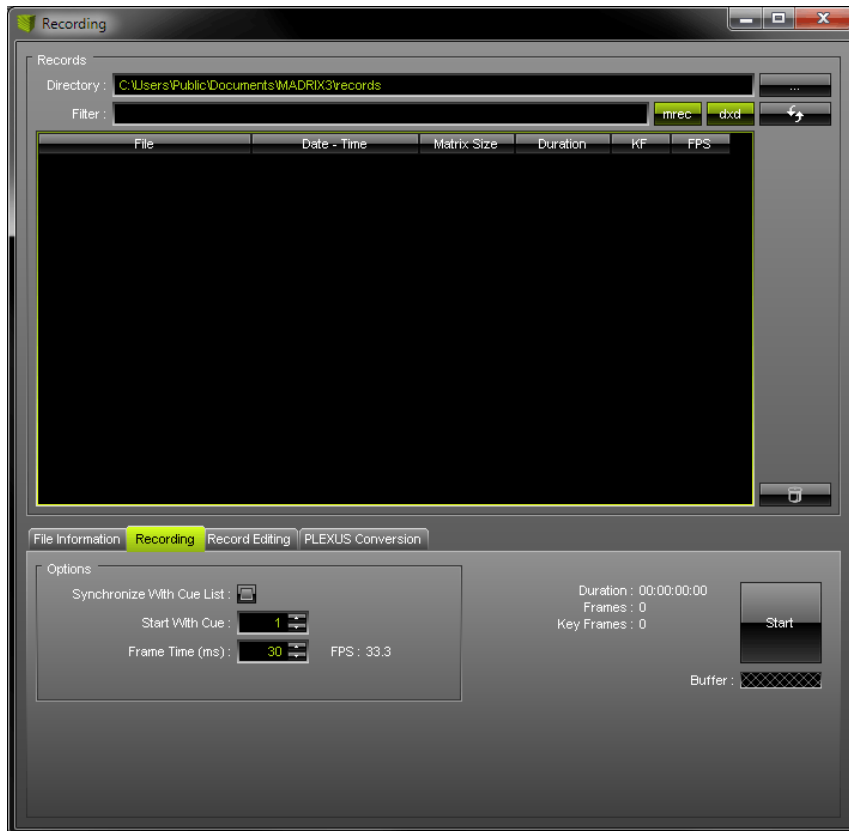 Recording
Records
Directory : C:\Users\Public\Documents\MADRIX3\records ...
Filter : mrec dxd
File Date - Time Matrix Size Duration KF FPS
File Information Recording Record Editing PLEXUS Conversion
Options
Synchronize With Cue List :
Start With Cue : 1
Frame Time (ms) : 30 FPS : 33.3
Duration : 00:00:00:00
Frames : 0
Key Frames : 0
Start
Buffer :